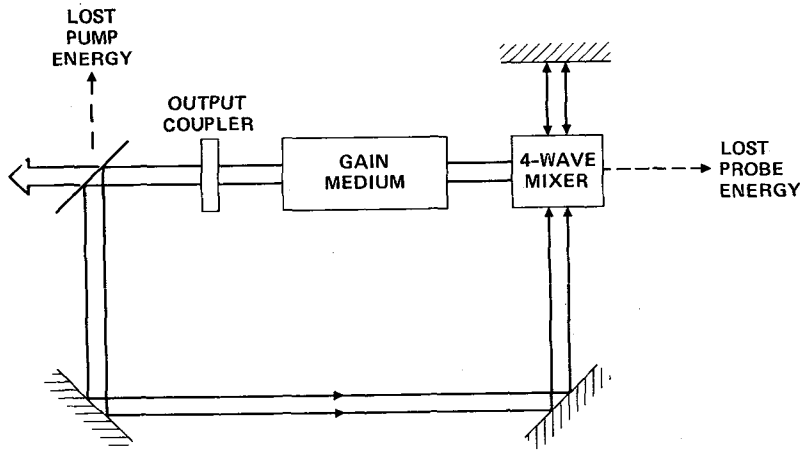 LOST
PUMP
ENERGY
OUTPUT
COUPLER
GAIN
MEDIUM
4-WAVE
MIXER
LOST
PROBE
ENERGY